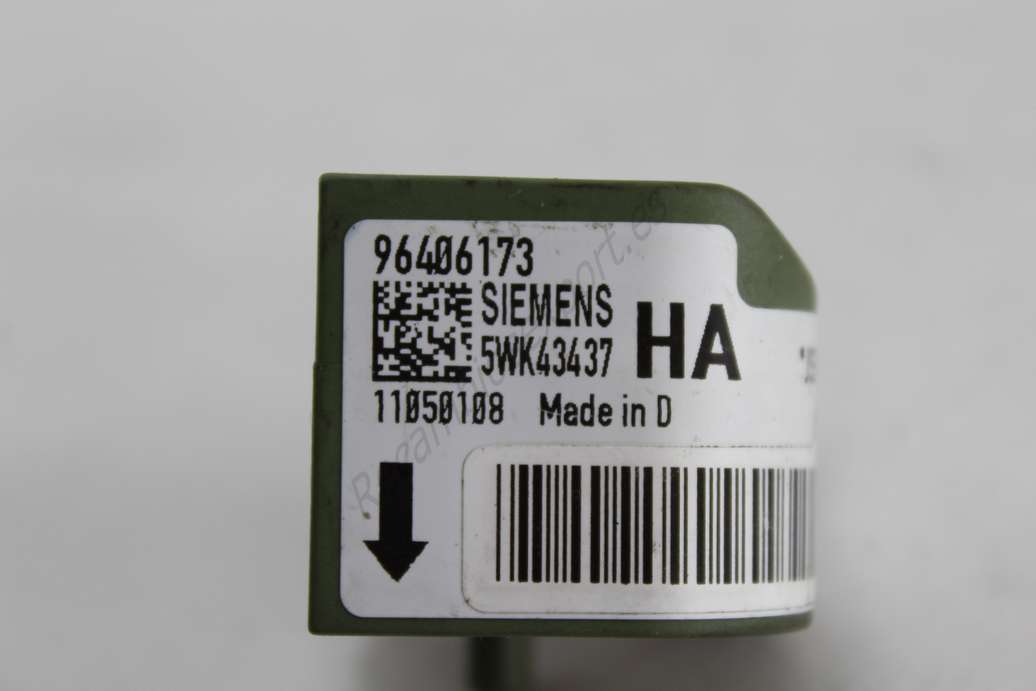 96406173
SIEMENS
5WK43437
HA
11050108 Made in D